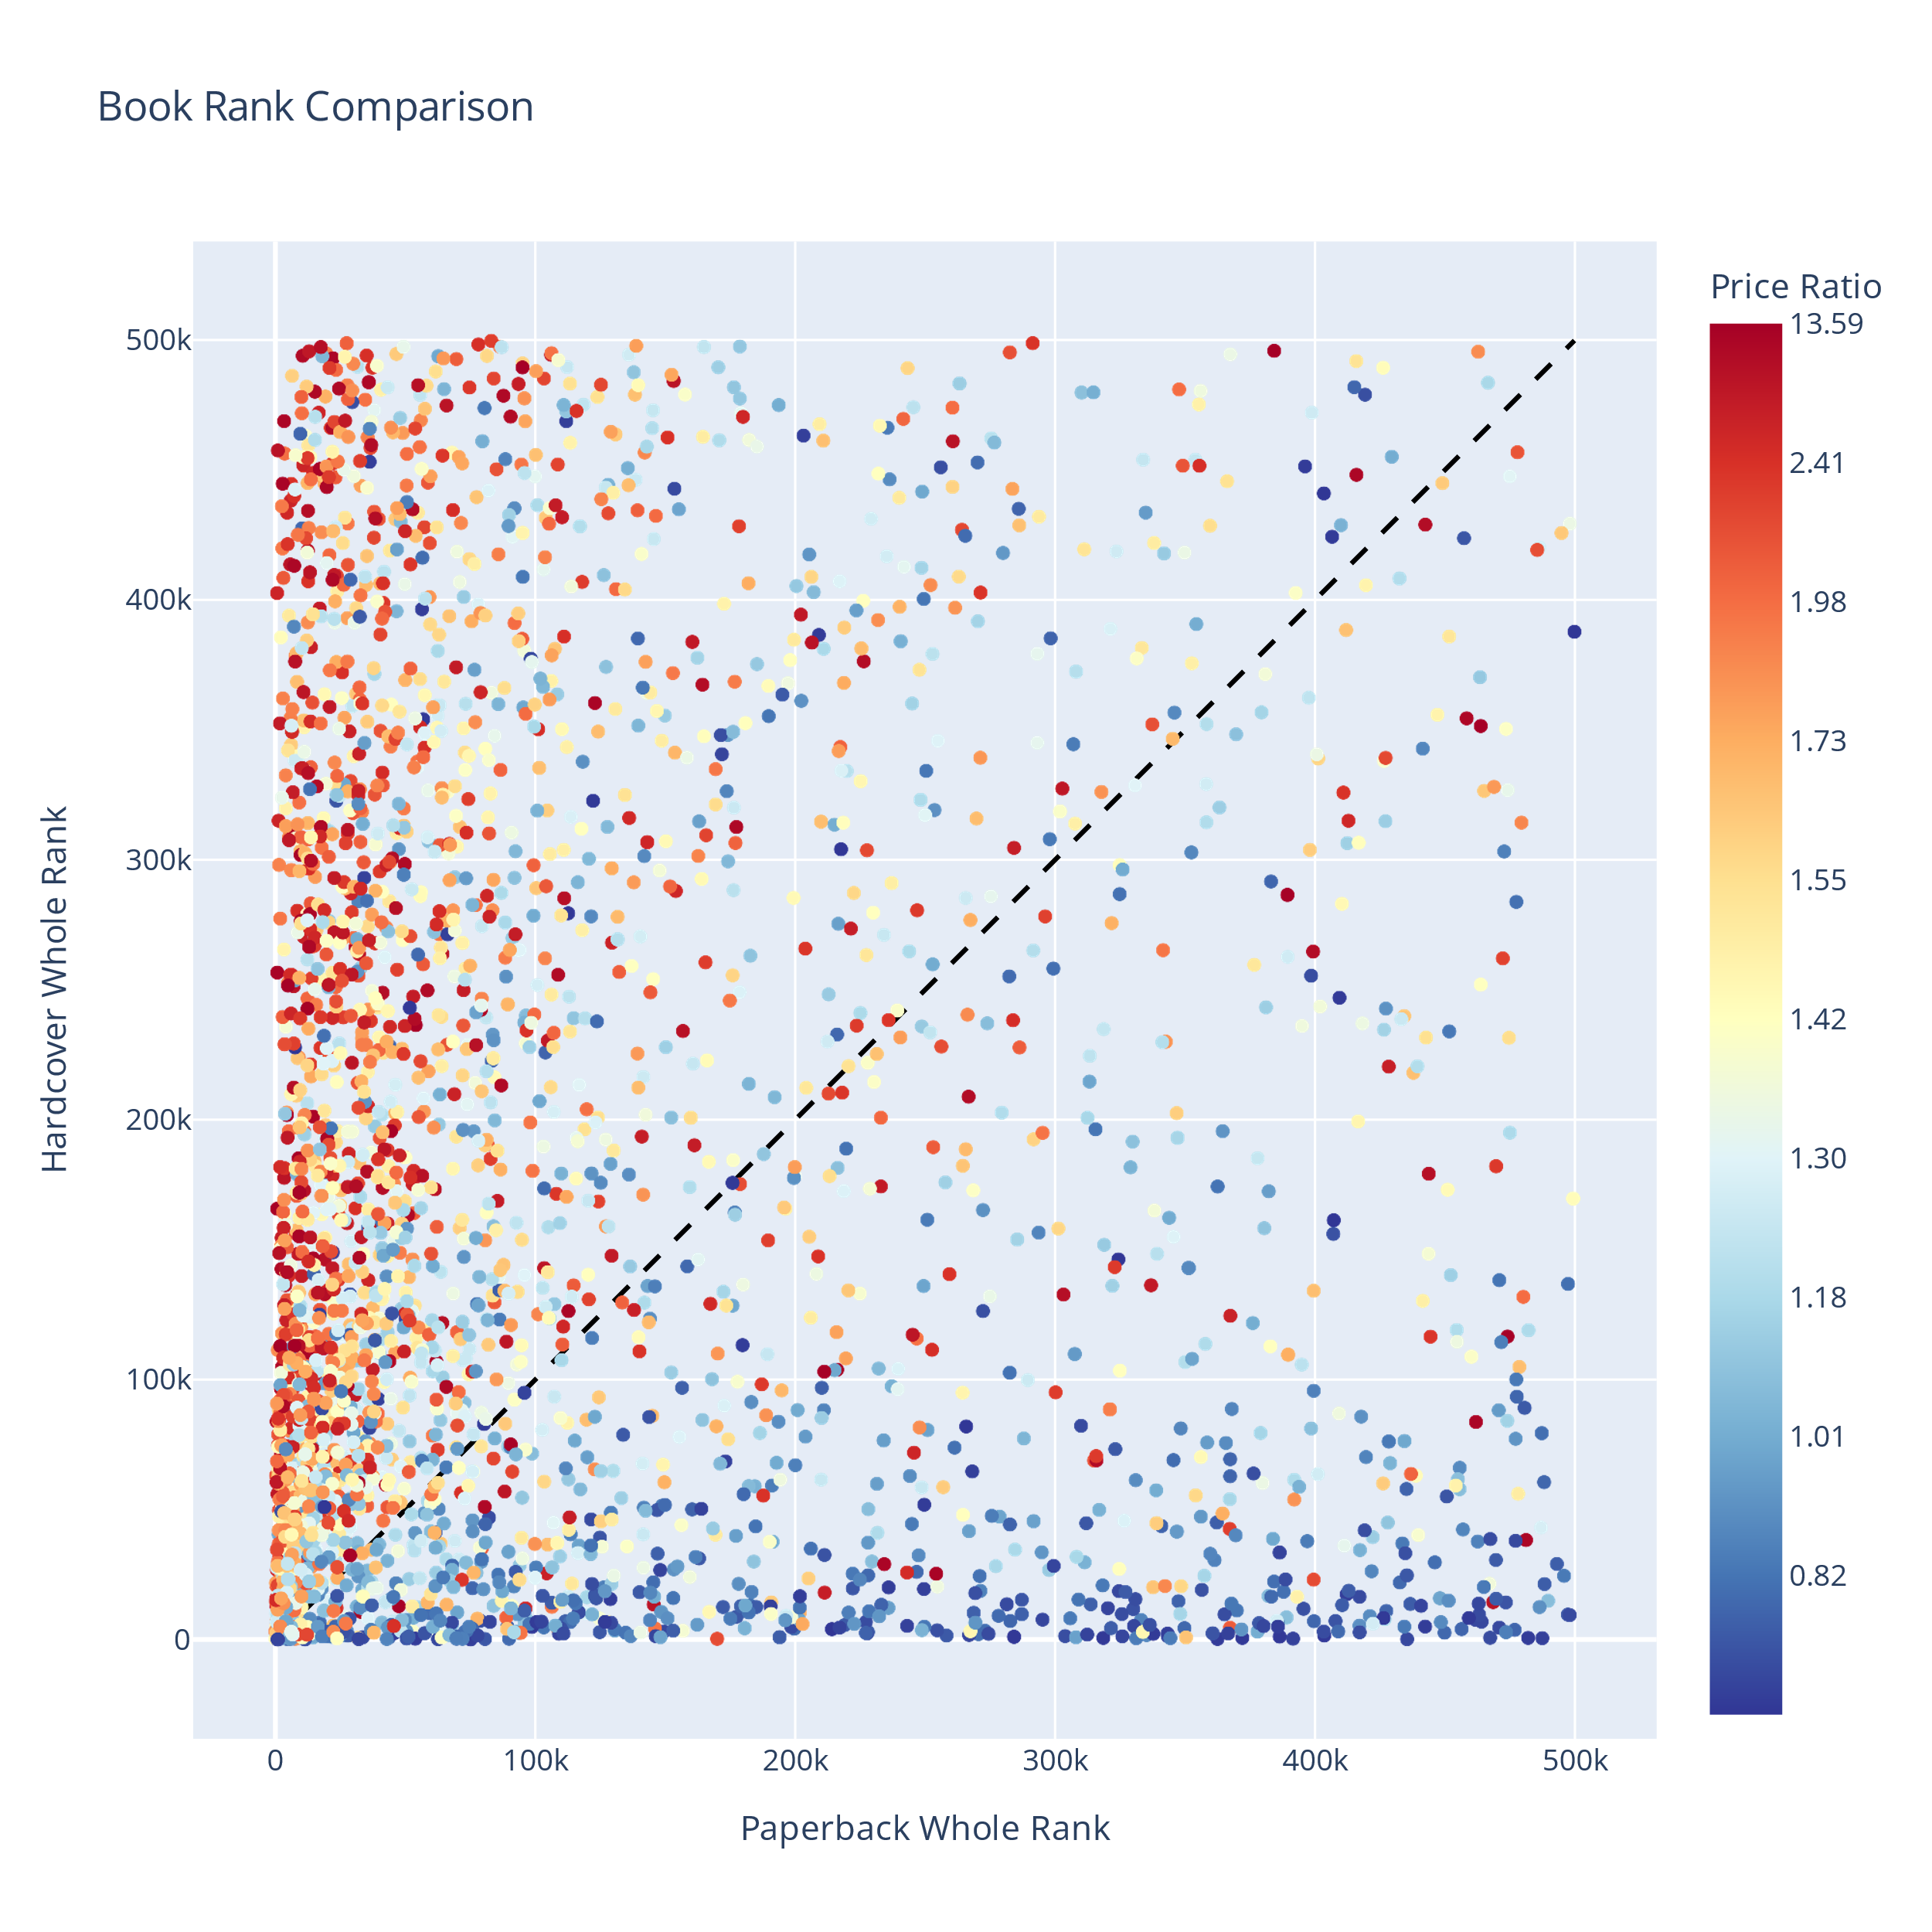 Book Rank Comparison
Price Ratio
13.59
2.41
1.98
1.73
1.55
1.42
1.30
1.18
1.01
0.82
500k
400k
300k
200k
100k
0
Hardcover Whole Rank
0 100k 200k 300k 400k 500k
Paperback Whole Rank